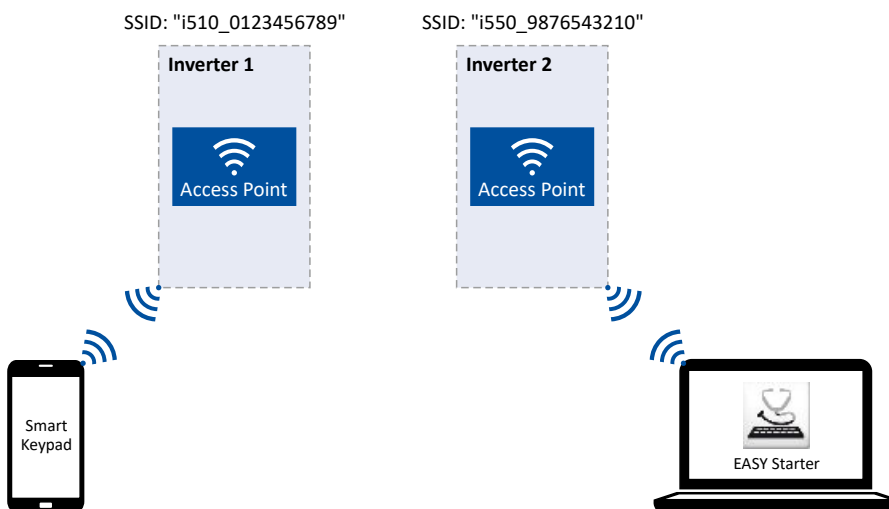 SSID: "i510_0123456789"
SSID: "i550_9876543210"
Inverter 1
Inverter 2
Access Point
Access Point
Smart
Keypad
EASY Starter